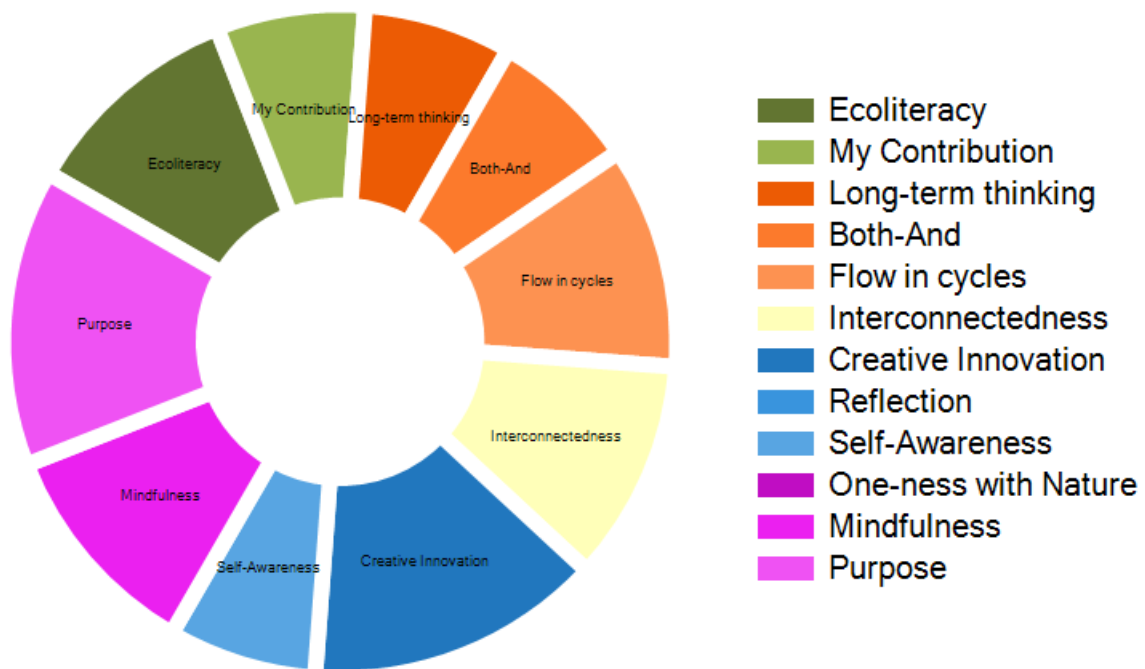 My Contribution
Long-term thinking
Ecoliteracy
Both-And
Flow in cycles
Purpose
Interconnectedness
Mindfulness
Self-Awareness
Creative Innovation
Ecoliteracy
My Contribution
Long-term thinking
Both-And
Flow in cycles
Interconnectedness
Creative Innovation
Reflection
Self-Awareness
One-ness with Nature
Mindfulness
Purpose